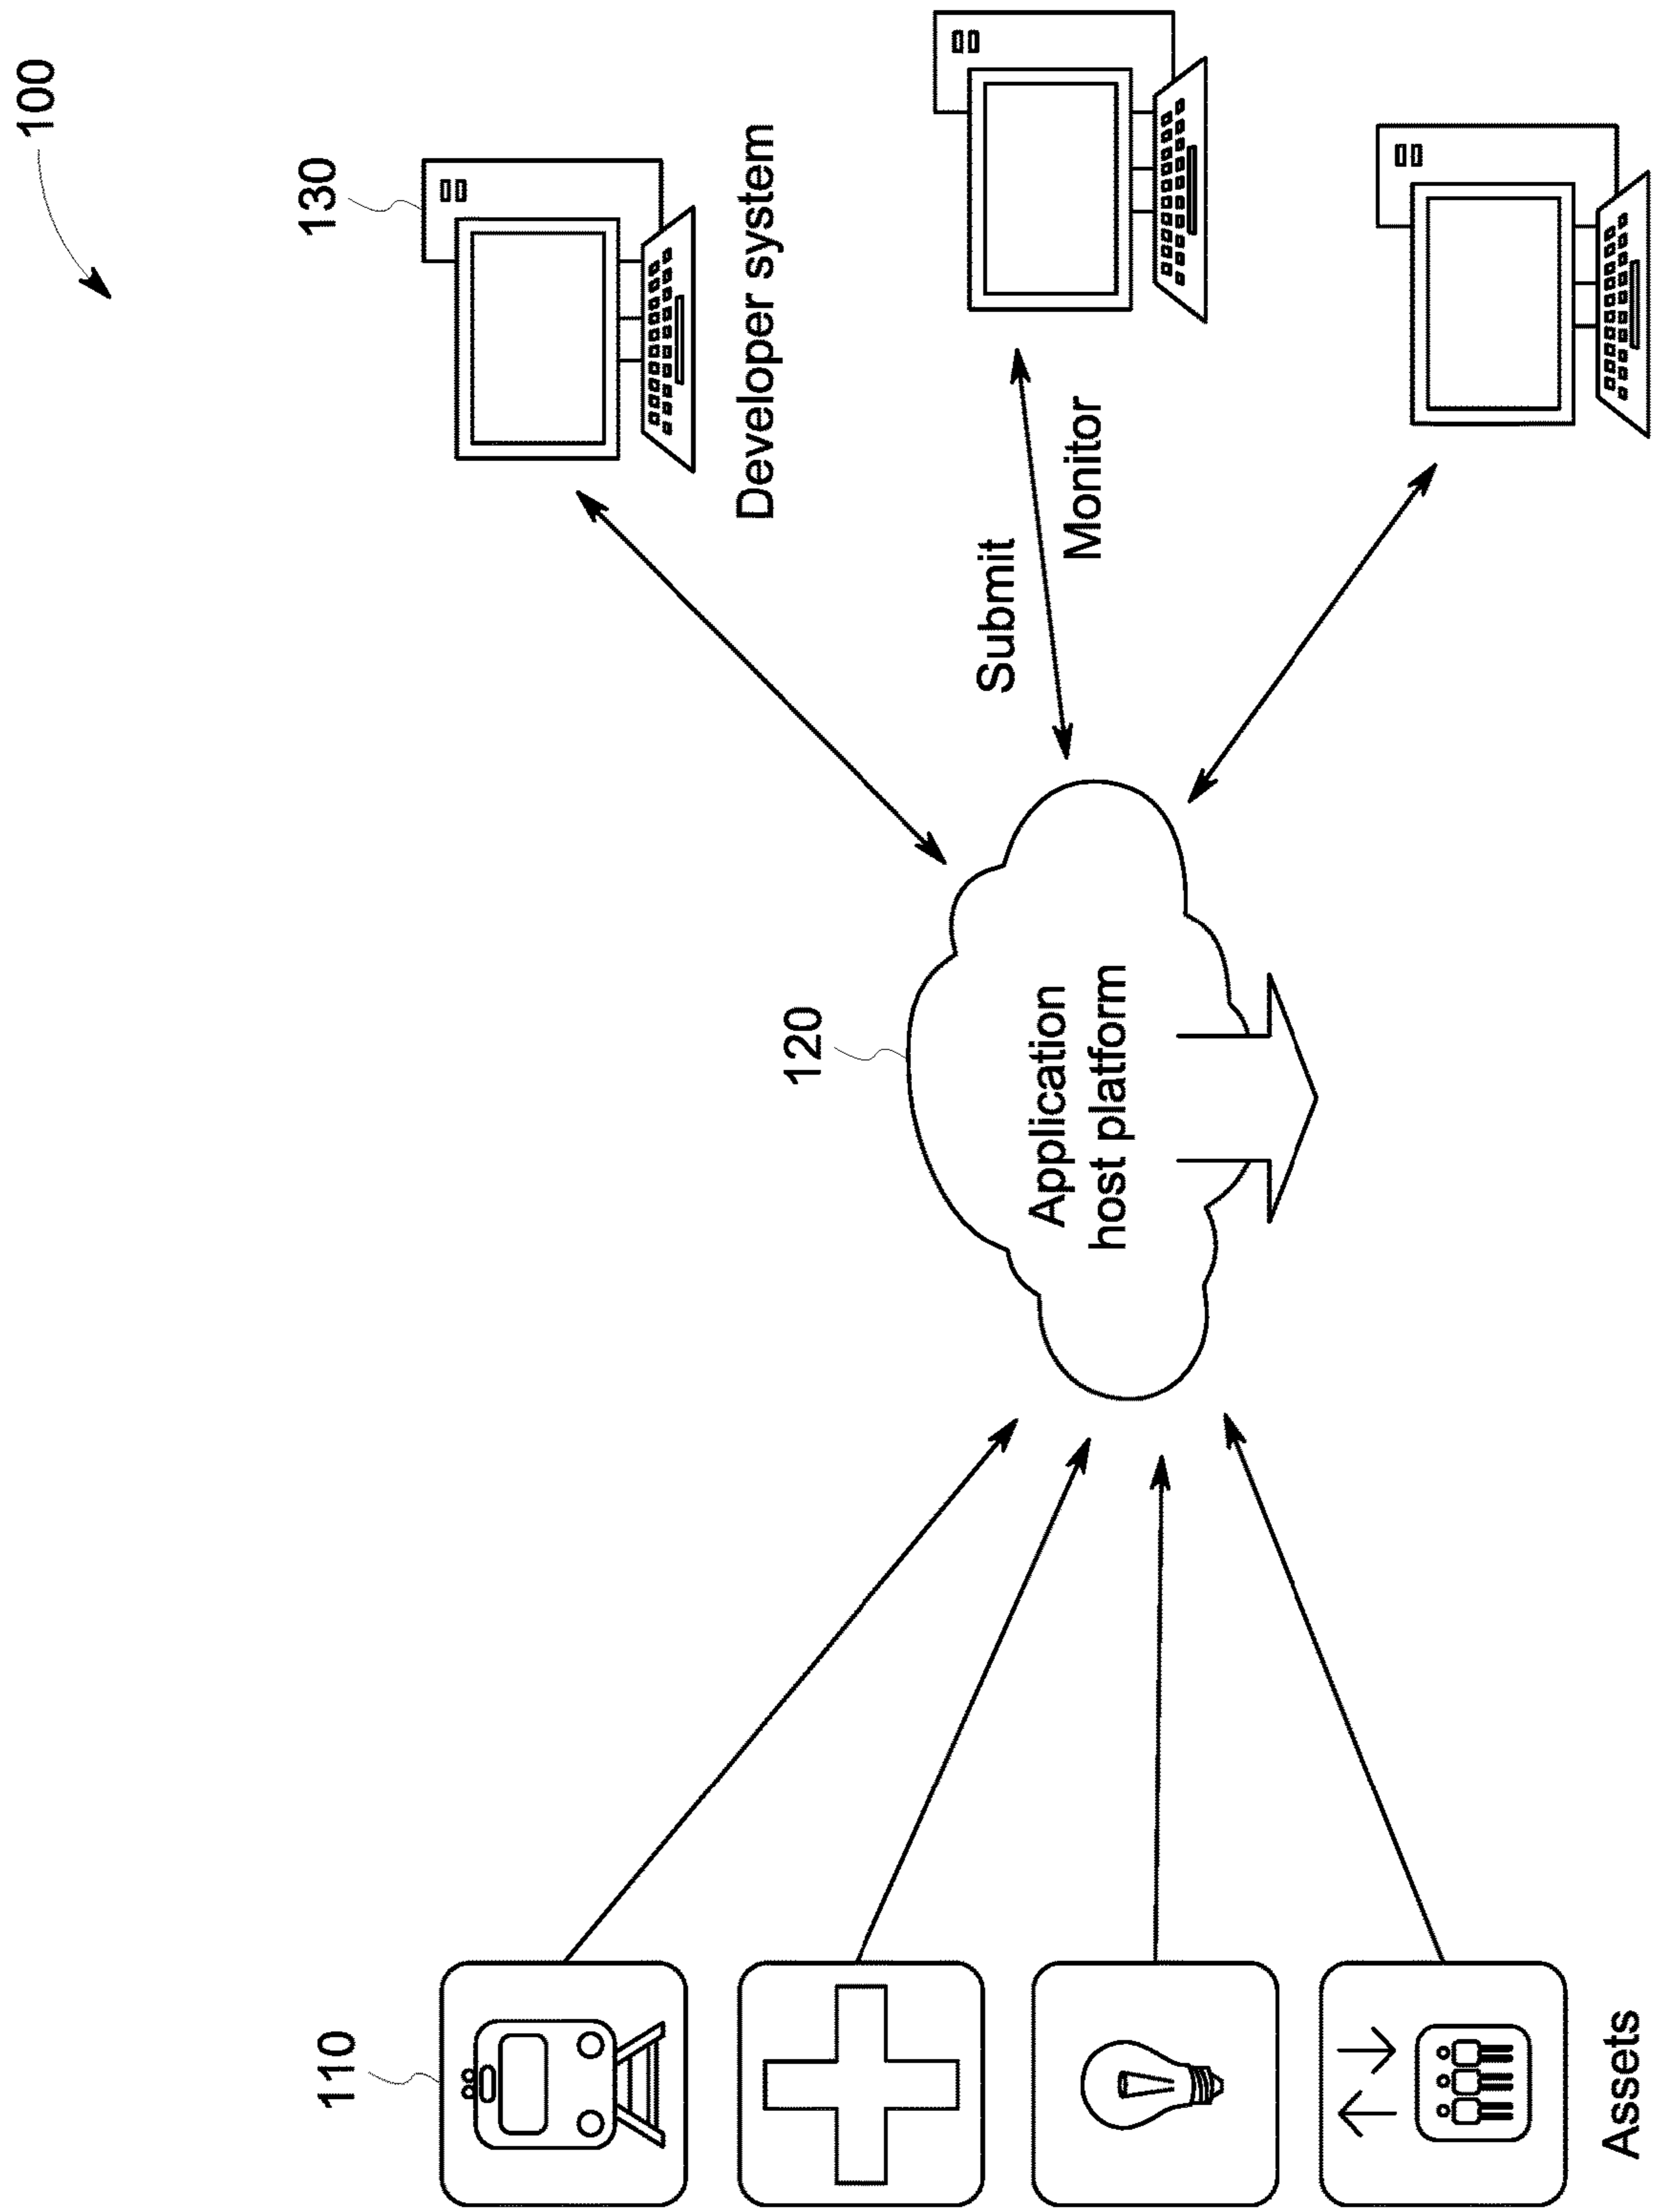 100
130
Developer system
Submit
Monitor
120
Application
host platform
110
Assets